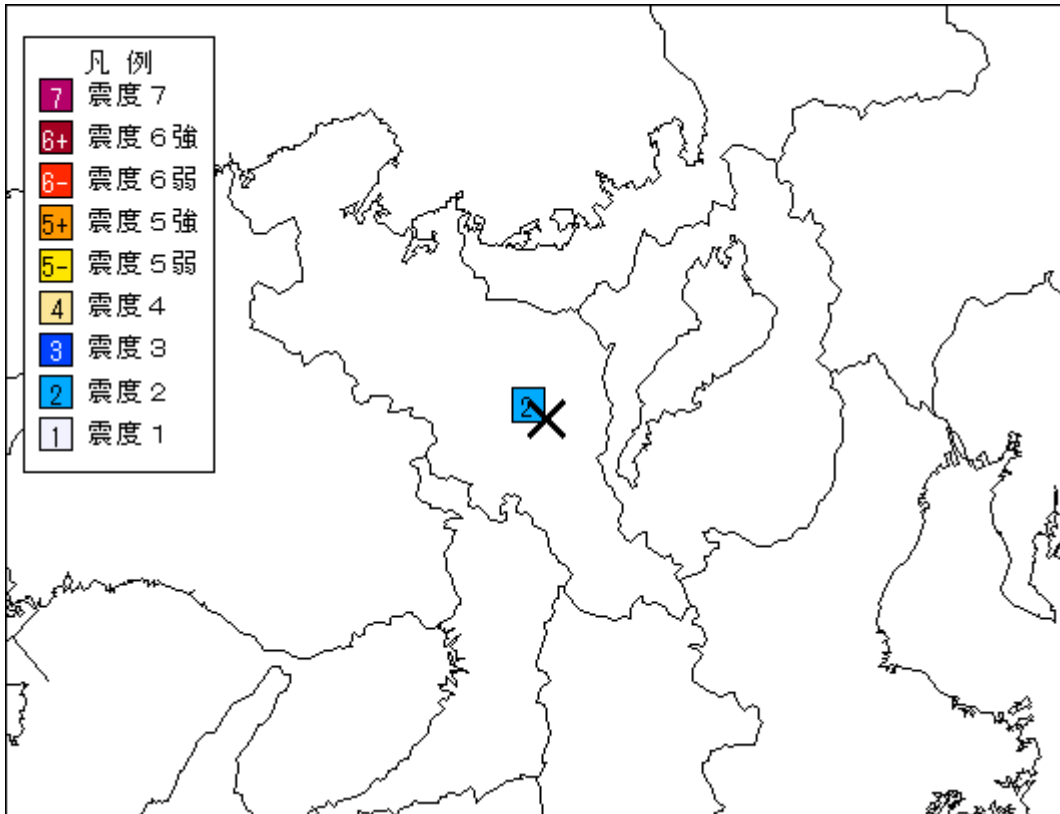 凡例
7 震度７
6+ 震度６強
6- 震度６弱
5+ 震度５強
5- 震度５弱
4 震度４
3 震度３
2 震度２
1 震度１
2